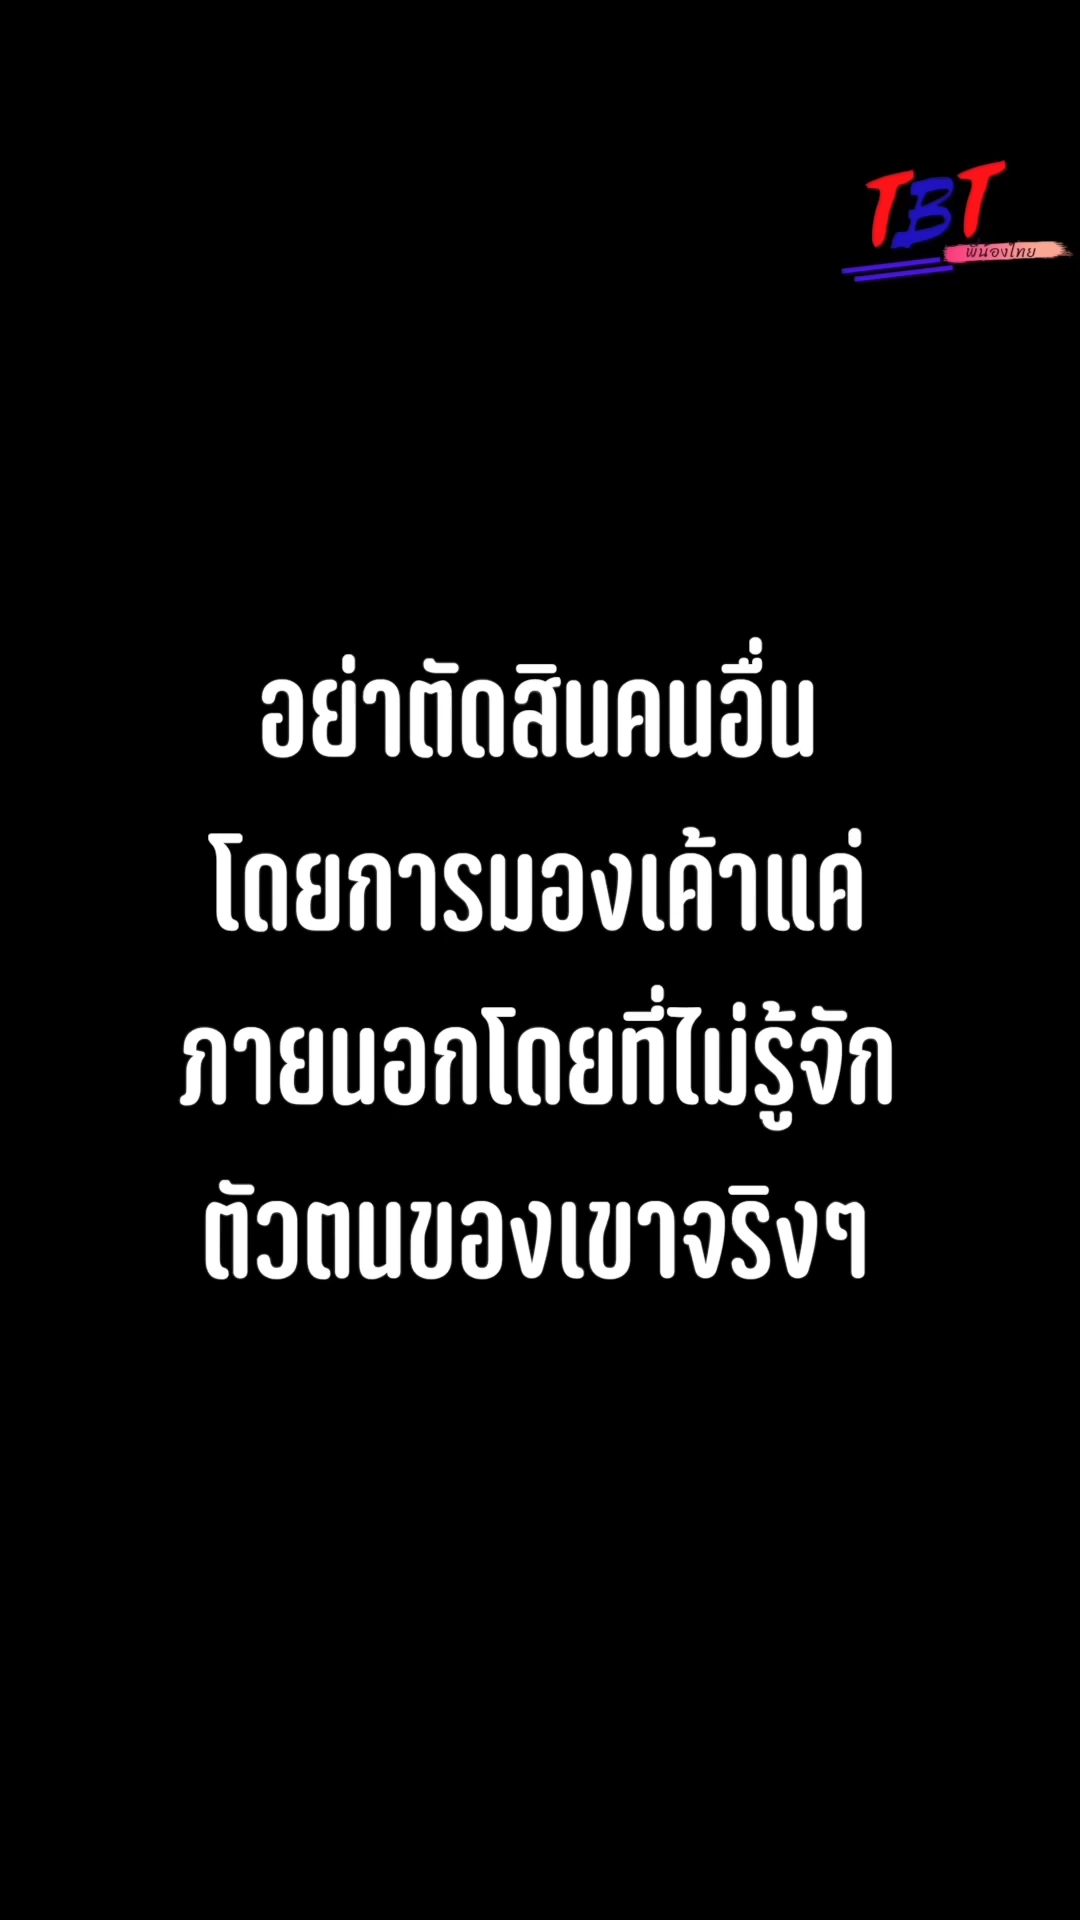 TBT
พี่น้องไทย
อย่าตัดสินคนอื่น
โดยการมองเค้าแค่
ภายนอกโดยที่ไม่รู้จัก
ตัวตนของเขาจริงๆ